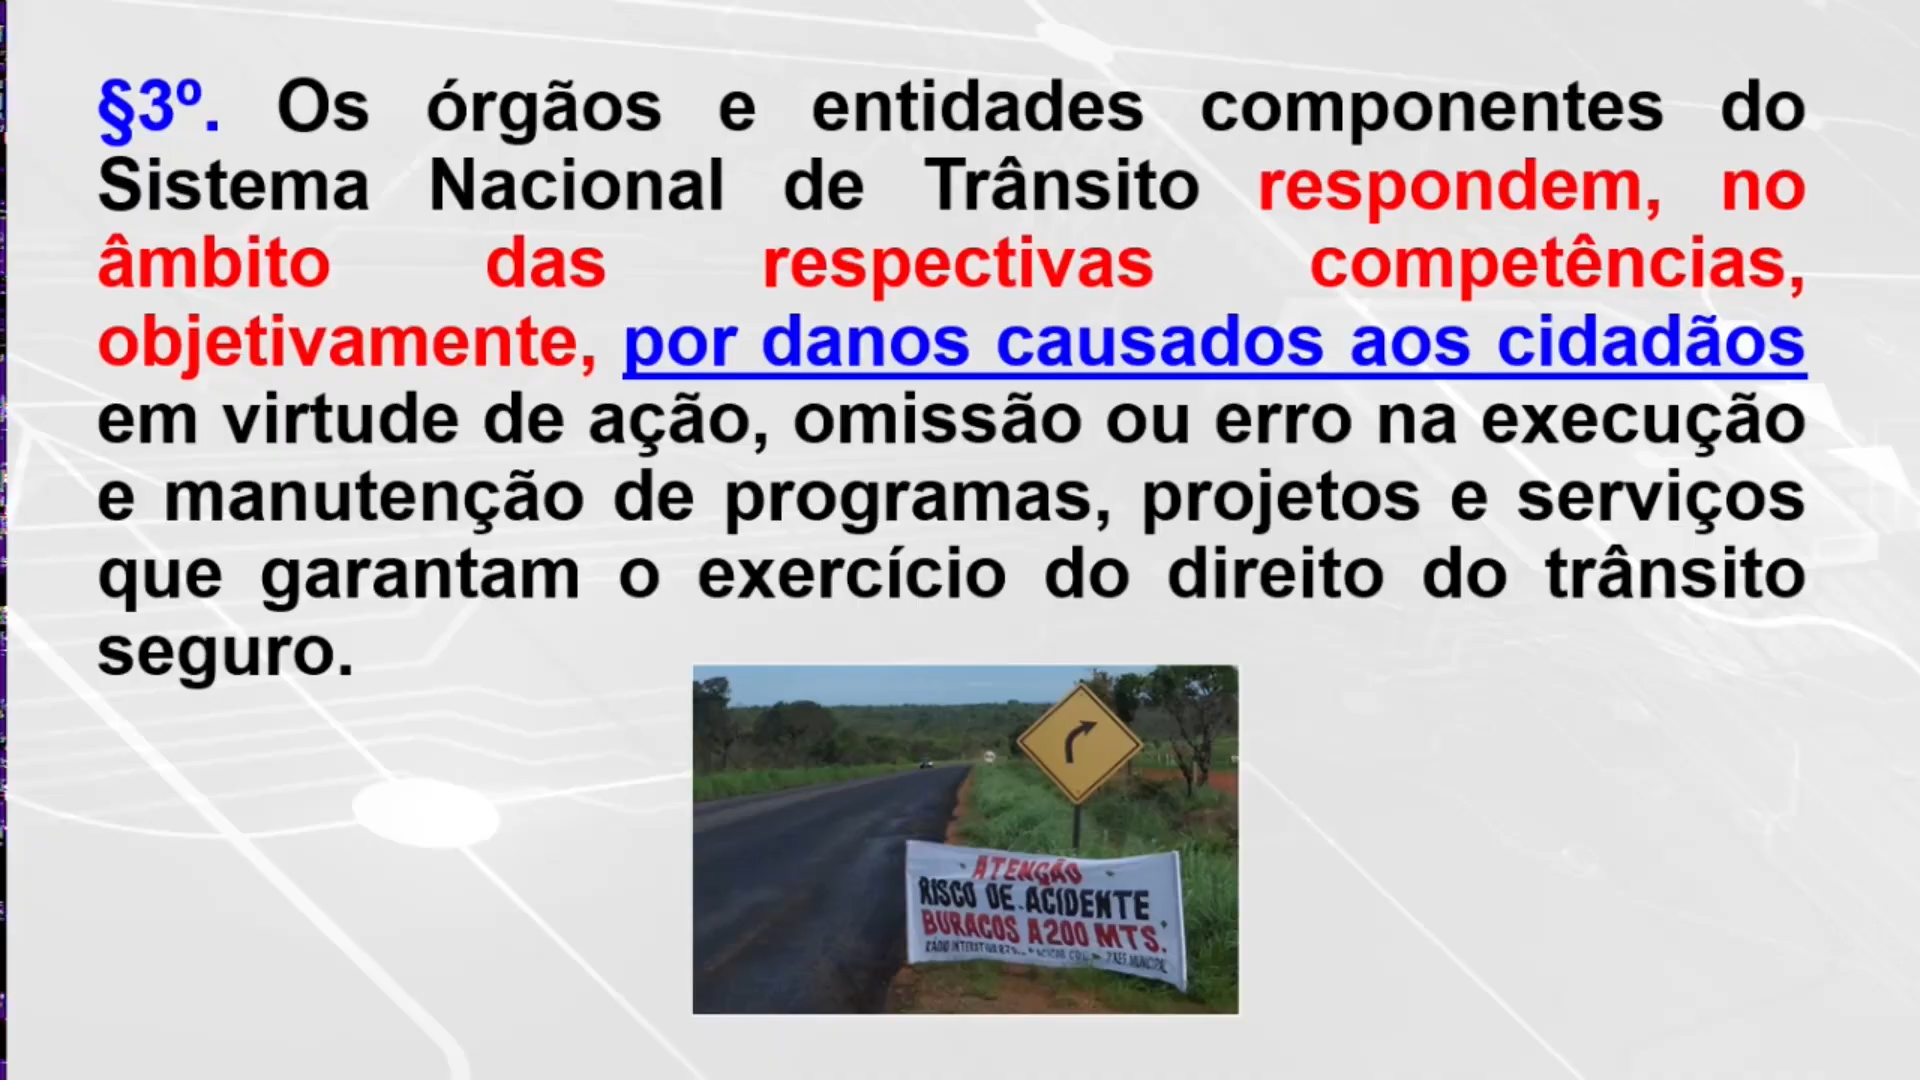 §3º. Os órgãos e entidades componentes do
Sistema Nacional de Trânsito respondem, no
âmbito das respectivas competências,
objetivamente, por danos causados aos cidadãos
em virtude de ação, omissão ou erro na execução
e manutenção de programas, projetos e serviços
que garantam o exercício do direito do trânsito
seguro.
ATENÇÃO
RISCO DE ACIDENTE
BURACOS A 200 MTS.